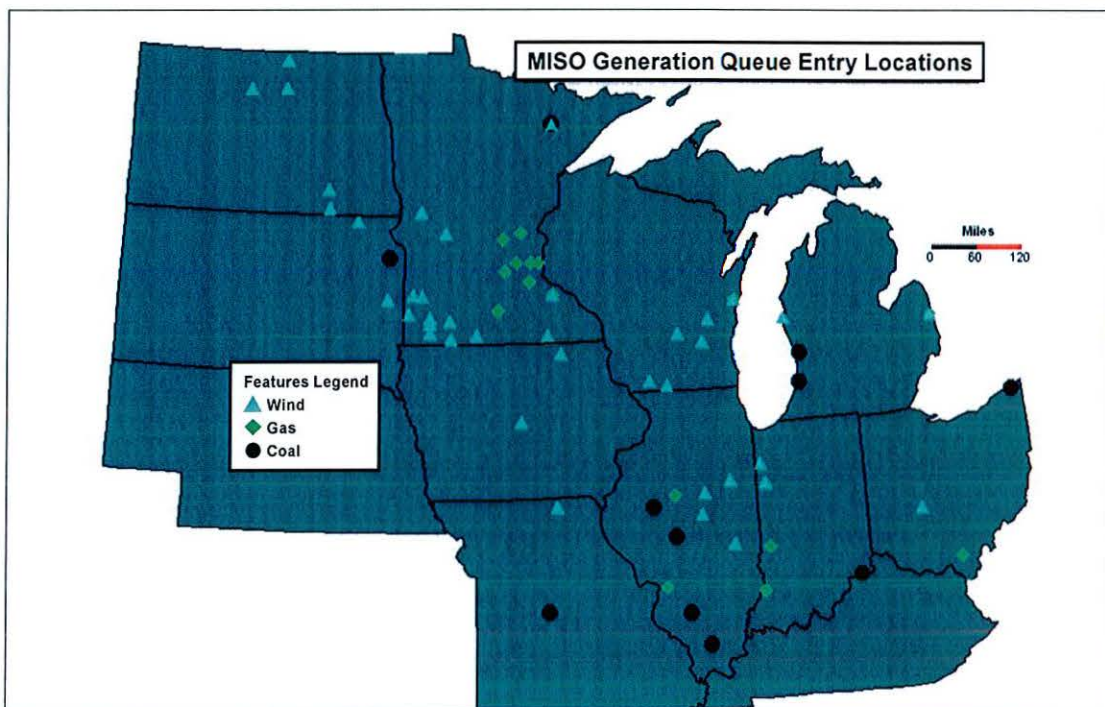 MISO Generation Queue Entry Locations
Miles
0 60 120
Features Legend
Wind
Gas
Coal